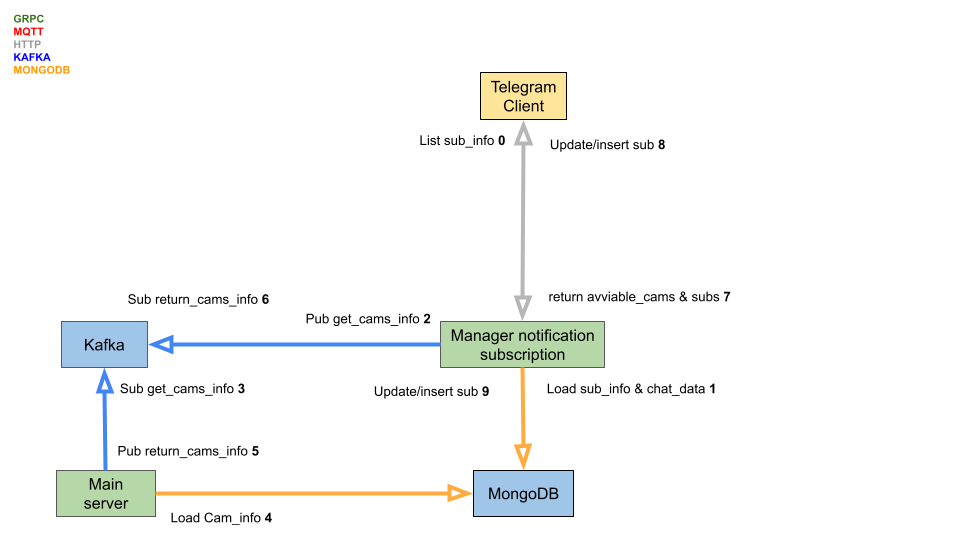 GRPC
MQTT
HTTP
KAFKA
MONGODB
Telegram
Client
List sub_info 0
Update/insert sub 8
Sub return_cams_info 6
return avviable_cams & subs 7
Pub get_cams_info 2
Kafka
Manager notification
subscription
Sub get_cams_info 3
Update/insert sub 9
Load sub_info & chat_data 1
Pub return_cams_info 5
Main
server
MongoDB
Load Cam_info 4